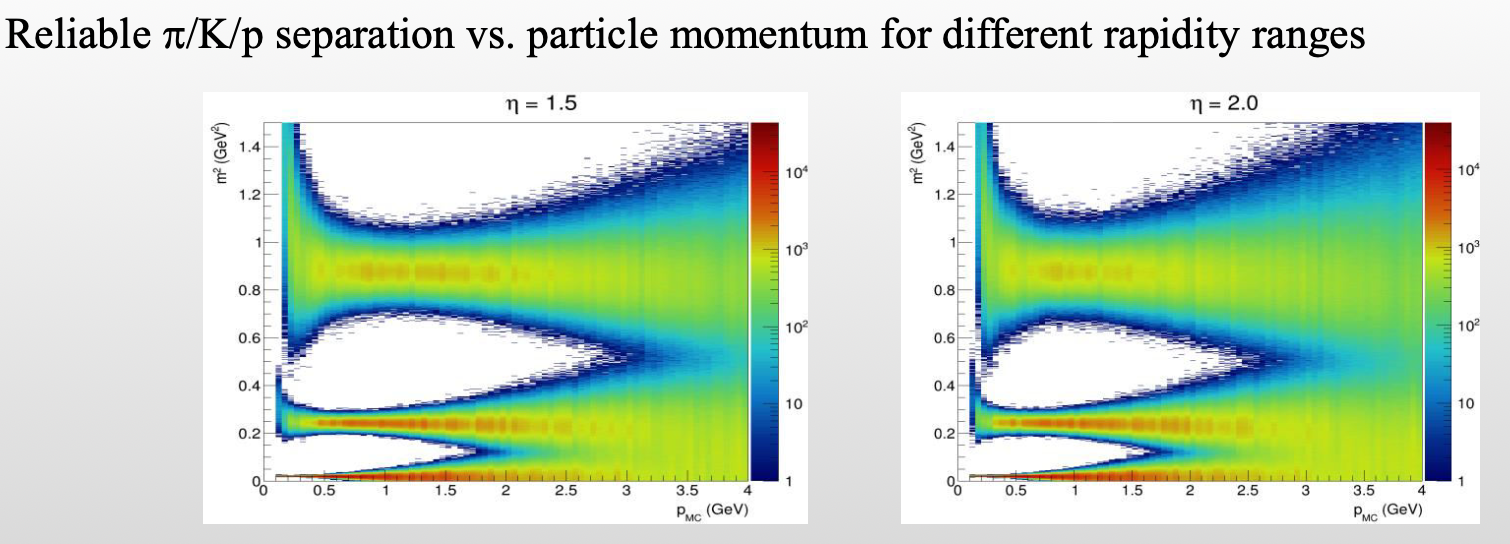 Reliable π/K/p separation vs. particle momentum for different rapidity ranges
η = 1.5
m² (GeV²)
1.4
1.2
1
0.8
0.6
0.4
0.2
0
0 0.5 1 1.5 2 2.5 3 3.5 4
p_MC (GeV)
10⁴
10³
10²
10
1
η = 2.0
m² (GeV²)
1.4
1.2
1
0.8
0.6
0.4
0.2
0
0 0.5 1 1.5 2 2.5 3 3.5 4
p_MC (GeV)
10⁴
10³
10²
10
1